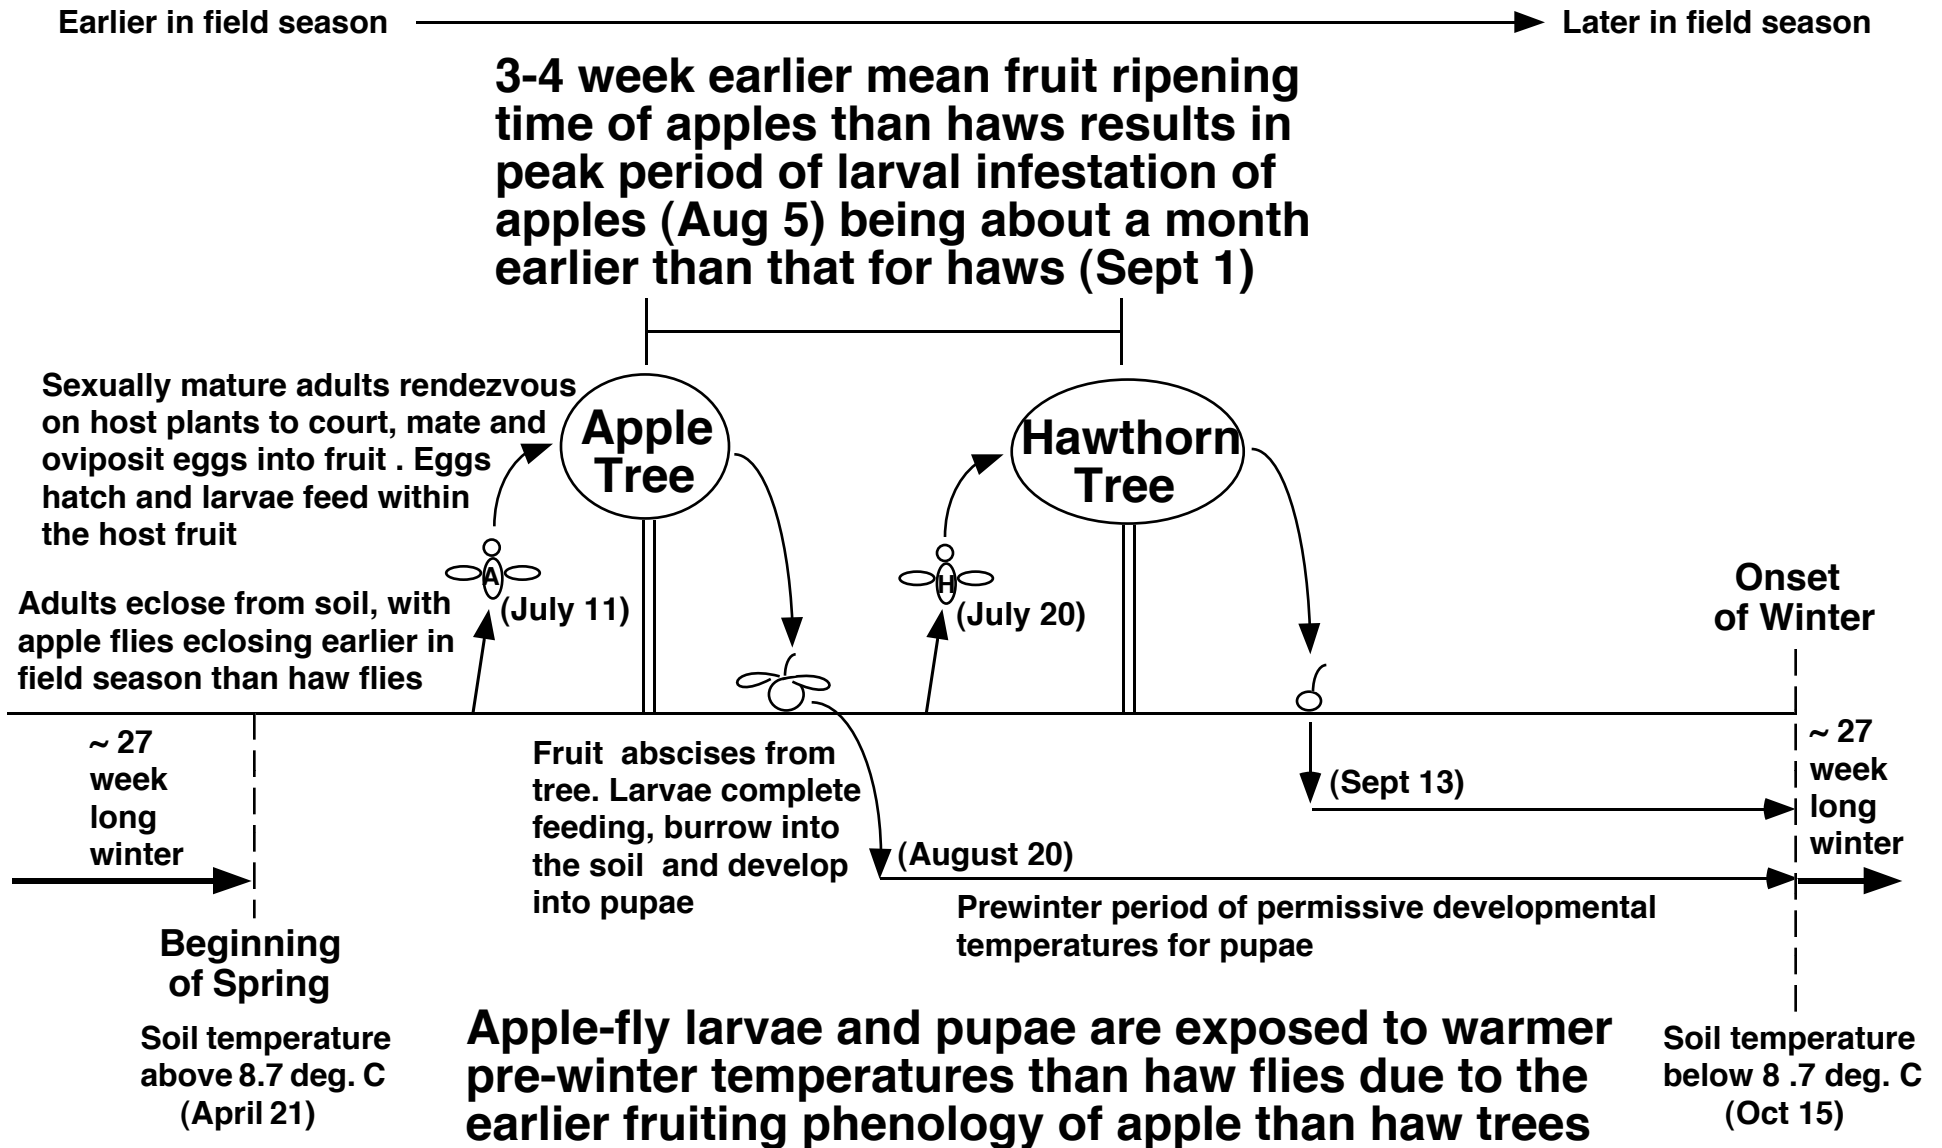 Earlier in field season
Later in field season
3-4 week earlier mean fruit ripening
time of apples than haws results in
peak period of larval infestation of
apples (Aug 5) being about a month
earlier than that for haws (Sept 1)
Sexually mature adults rendezvous
on host plants to court, mate and
oviposit eggs into fruit . Eggs
hatch and larvae feed within
the host fruit
Apple
Tree
Hawthorn
Tree
A
(July 11)
H
(July 20)
Adults eclose from soil, with
apple flies eclosing earlier in
field season than haw flies
Onset
of Winter
~ 27
week
long
winter
Fruit  abscises from
tree. Larvae complete
feeding, burrow into
the soil  and develop
into pupae
(August 20)
(Sept 13)
~ 27
week
long
winter
Prewinter period of permissive developmental
temperatures for pupae
Beginning
of Spring
Soil temperature
above 8.7 deg. C
(April 21)
Apple-fly larvae and pupae are exposed to warmer
pre-winter temperatures than haw flies due to the
earlier fruiting phenology of apple than haw trees
Soil temperature
below 8 .7 deg. C
(Oct 15)